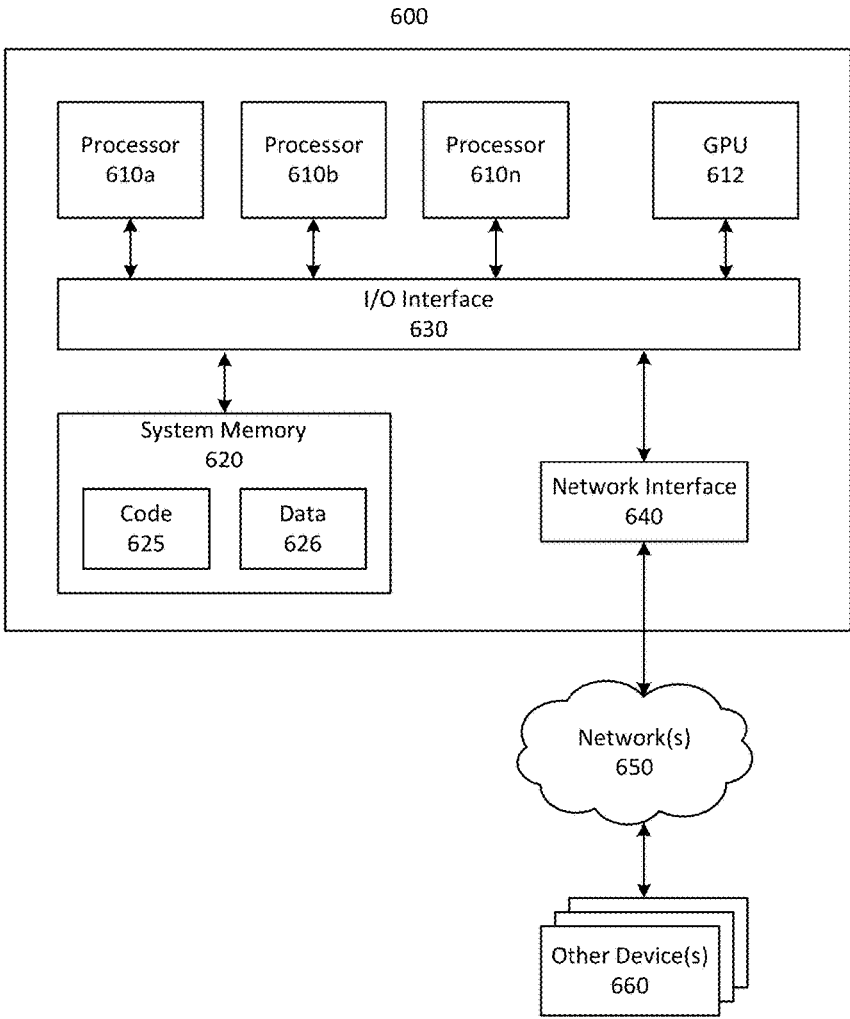 600
Processor
610a
Processor
610b
Processor
610n
GPU
612
I/O Interface
630
System Memory
620
Code
625
Data
626
Network Interface
640
Network(s)
650
Other Device(s)
660